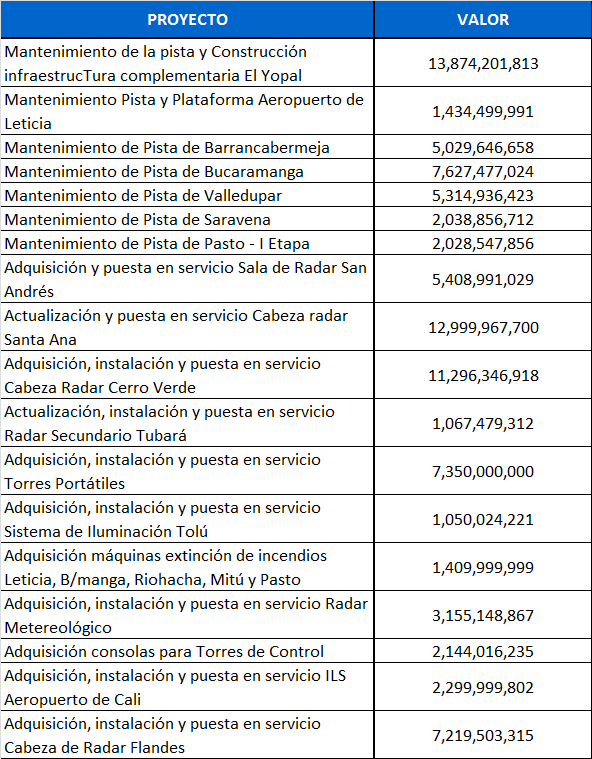 PROYECTO VALOR
Mantenimiento de la pista y Construcción
infraestrucTura complementaria El Yopal
13,874,201,813
Mantenimiento Pista y Plataforma Aeropuerto de
Leticia
1,434,499,991
Mantenimiento de Pista de Barrancabermeja 5,029,646,658
Mantenimiento de Pista de Bucaramanga 7,627,477,024
Mantenimiento de Pista de Valledupar 5,314,936,423
Mantenimiento de Pista de Saravena 2,038,856,712
Mantenimiento de Pista de Pasto - I Etapa 2,028,547,856
Adquisición y puesta en servicio Sala de Radar San
Andrés
5,408,991,029
Actualización y puesta en servicio Cabeza radar
Santa Ana
12,999,967,700
Adquisición, instalación y puesta en servicio
Cabeza Radar Cerro Verde
11,296,346,918
Actualización, instalación y puesta en servicio
Radar Secundario Tubará
1,067,479,312
Adquisición, instalación y puesta en servicio
Torres Portátiles
7,350,000,000
Adquisición, instalación y puesta en servicio
Sistema de Iluminación Tolú
1,050,024,221
Adquisición máquinas extinción de incendios
Leticia, B/manga, Riohacha, Mitú y Pasto
1,409,999,999
Adquisición, instalación y puesta en servicio Radar
Metereológico
3,155,148,867
Adquisición consolas para Torres de Control 2,144,016,235
Adquisición, instalación y puesta en servicio ILS
Aeropuerto de Cali
2,299,999,802
Adquisición, instalación y puesta en servicio
Cabeza de Radar Flandes
7,219,503,315